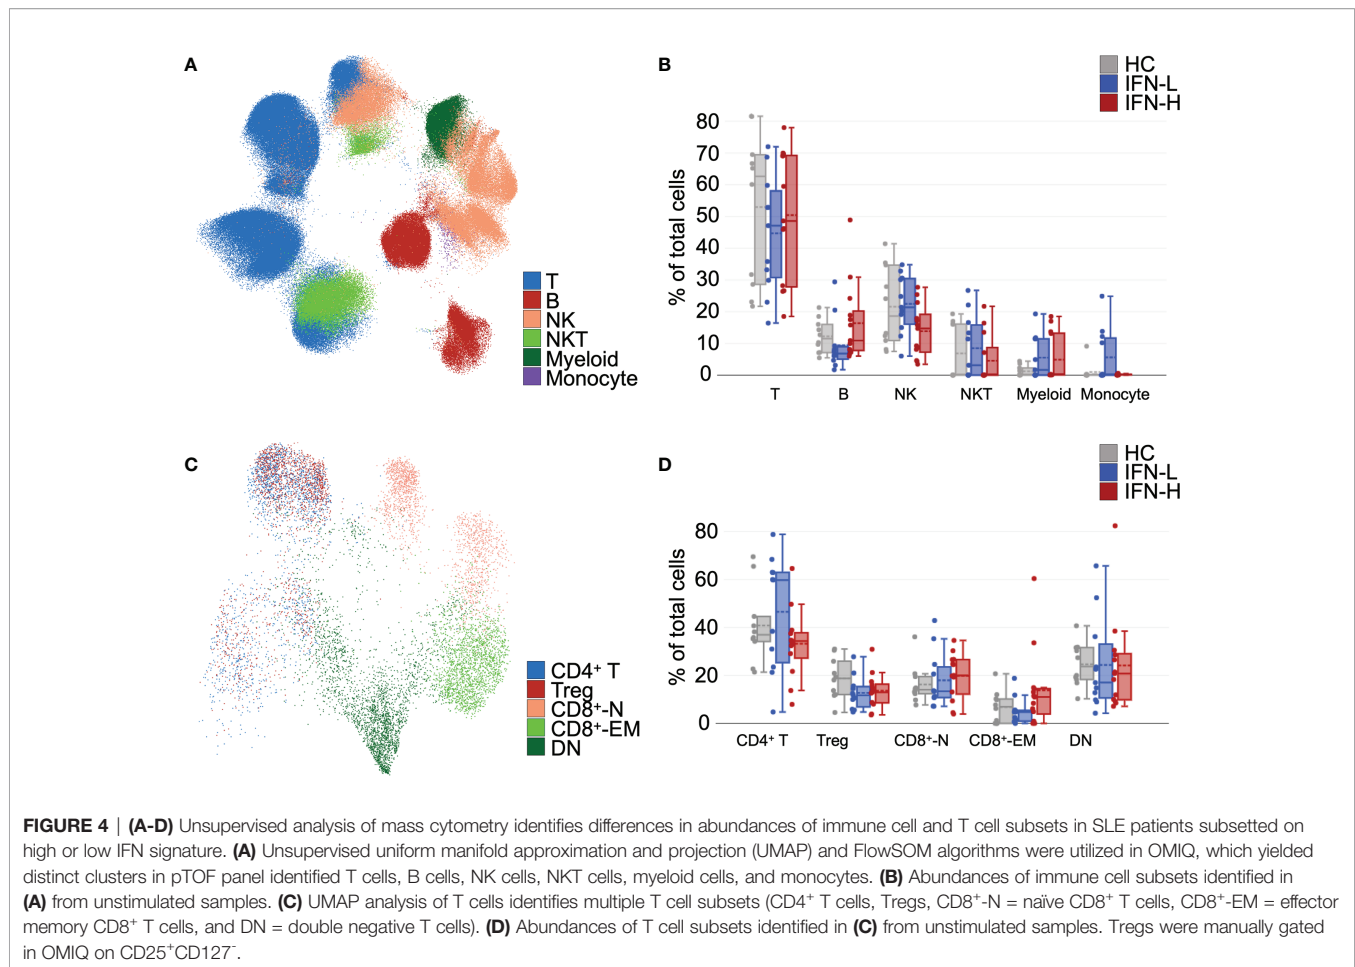 A
T
B
NK
NKT
Myeloid
Monocyte
B
HC
IFN-L
IFN-H
% of total cells
80
70
60
50
40
30
20
10
0
T B NK NKT Myeloid Monocyte
C
CD4⁺ T
Treg
CD8⁺-N
CD8⁺-EM
DN
D
HC
IFN-L
IFN-H
% of total cells
80
60
40
20
0
CD4⁺ T Treg CD8⁺-N CD8⁺-EM DN
FIGURE 4 | (A-D) Unsupervised analysis of mass cytometry identifies differences in abundances of immune cell and T cell subsets in SLE patients subsetted on
high or low IFN signature. (A) Unsupervised uniform manifold approximation and projection (UMAP) and FlowSOM algorithms were utilized in OMIQ, which yielded
distinct clusters in pTOF panel identified T cells, B cells, NK cells, NKT cells, myeloid cells, and monocytes. (B) Abundances of immune cell subsets identified in
(A) from unstimulated samples. (C) UMAP analysis of T cells identifies multiple T cell subsets (CD4⁺ T cells, Tregs, CD8⁺-N = naïve CD8⁺ T cells, CD8⁺-EM = effector
memory CD8⁺ T cells, and DN = double negative T cells). (D) Abundances of T cell subsets identified in (C) from unstimulated samples. Tregs were manually gated
in OMIQ on CD25⁺CD127⁻.